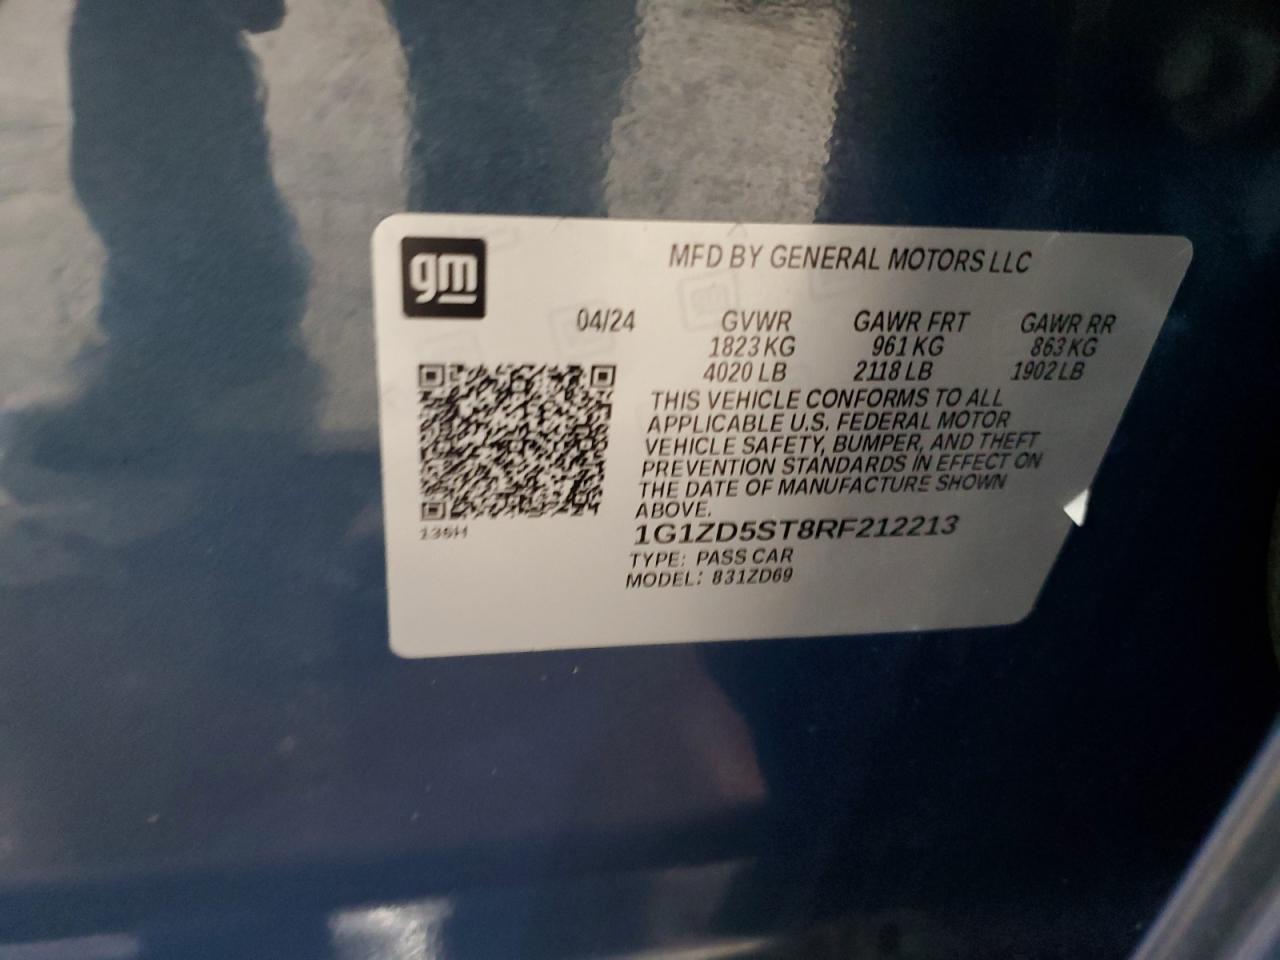 gm
MFD BY GENERAL MOTORS LLC
04/24 GVWR GAWR FRT GAWR RR
1823 KG 961 KG 863 KG
4020 LB 2118 LB 1902 LB
THIS VEHICLE CONFORMS TO ALL
APPLICABLE U.S. FEDERAL MOTOR
VEHICLE SAFETY, BUMPER, AND THEFT
PREVENTION STANDARDS IN EFFECT ON
THE DATE OF MANUFACTURE SHOWN
ABOVE.
1G1ZD5ST8RF212213
TYPE: PASS CAR
MODEL: 831ZD69